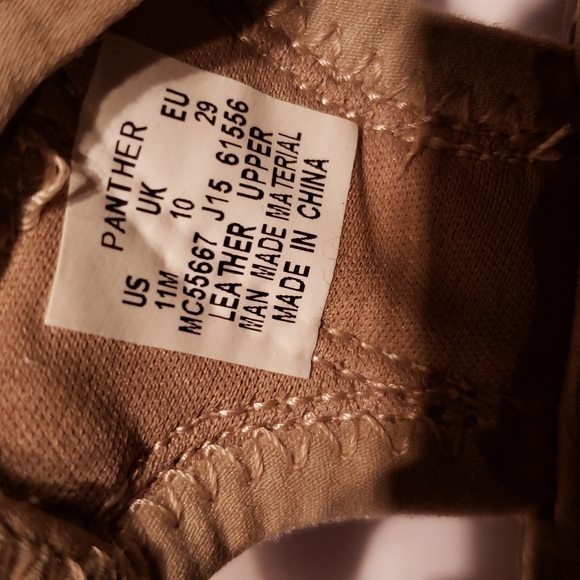 PANTHER
US UK EU
11M 10 29
MC55667 J15 61556
LEATHER UPPER
MAN MADE MATERIAL
MADE IN CHINA